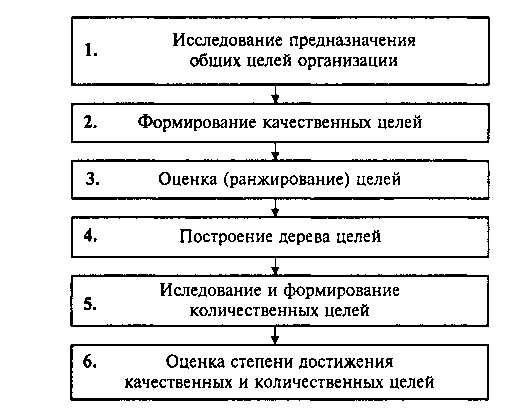 1. Исследование предназначения
общих целей организации
2. Формирование качественных целей
3. Оценка (ранжирование) целей
4. Построение дерева целей
5. Иследование и формирование
количественных целей
6. Оценка степени достижения
качественных и количественных целей